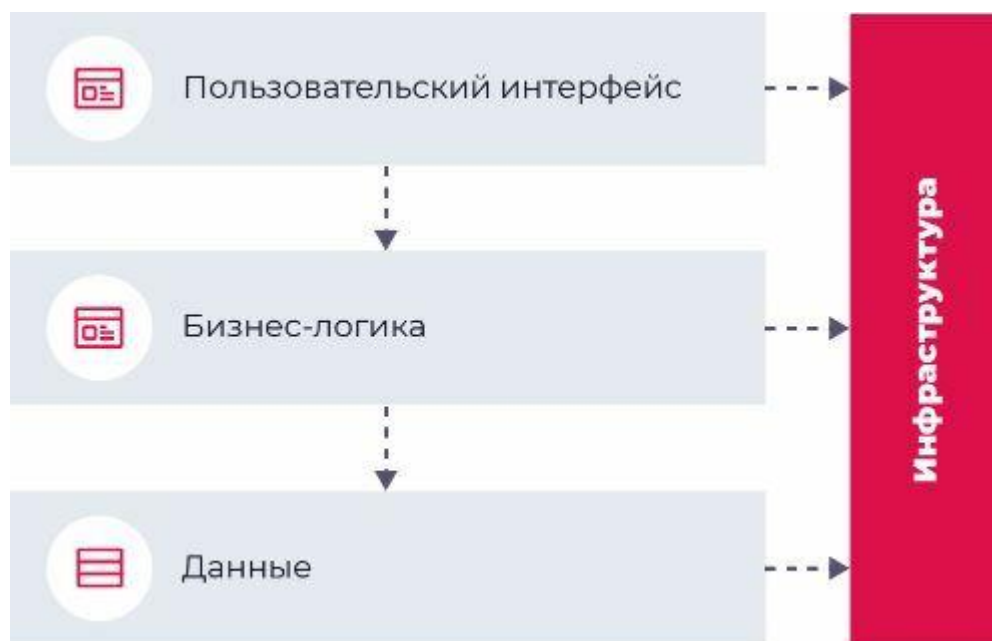 Пользовательский интерфейс
Бизнес-логика
Данные
Инфраструктура